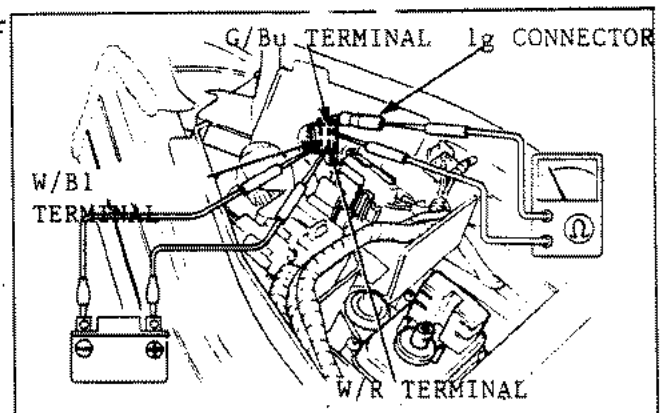 G/Bu TERMINAL lg CONNECTOR
W/Bl
TERMINAL
Ω
⊖ ⊕
W/R TERMINAL